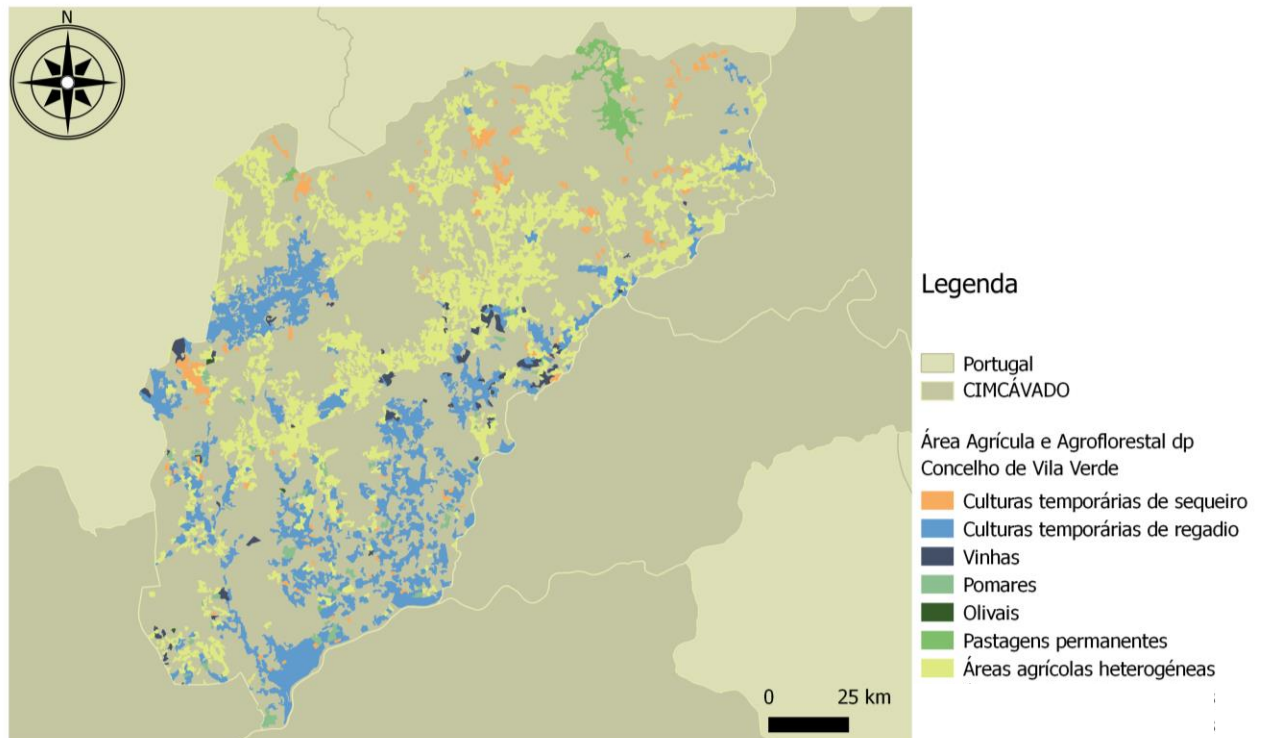 N
Legenda
Portugal
CIMCÁVADO
Área Agrícula e Agroflorestal dp
Concelho de Vila Verde
Culturas temporárias de sequeiro
Culturas temporárias de regadio
Vinhas
Pomares
Olivais
Pastagens permanentes
Áreas agrícolas heterogéneas
0 25 km